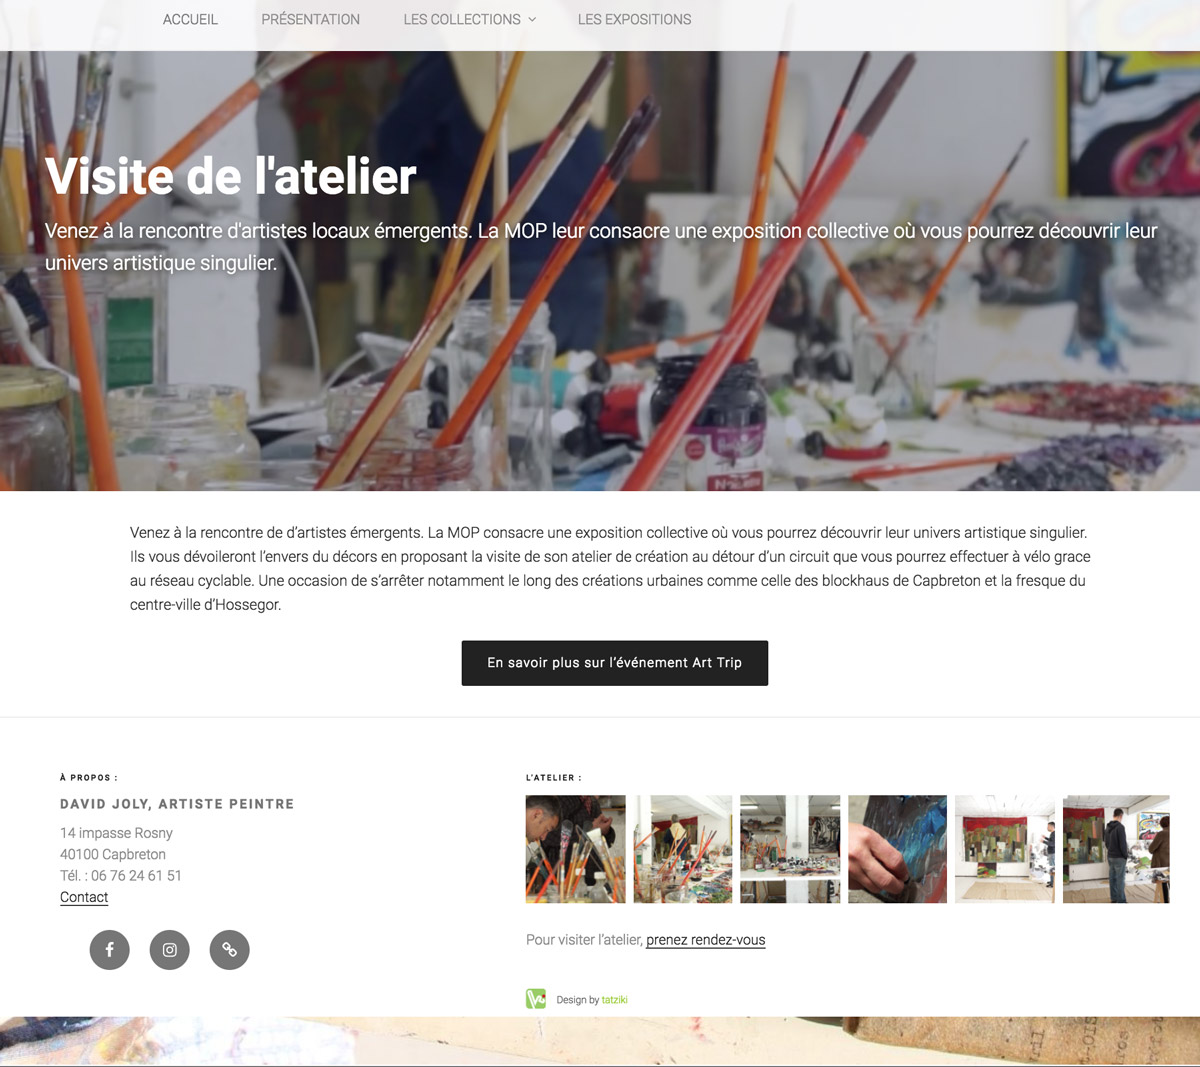 ACCUEIL PRÉSENTATION LES COLLECTIONS LES EXPOSITIONS
Visite de l'atelier
Venez à la rencontre d'artistes locaux émergents. La MOP leur consacre une exposition collective où vous pourrez découvrir leur
univers artistique singulier.
Venez à la rencontre de d’artistes émergents. La MOP consacre une exposition collective où vous pourrez découvrir leur univers artistique singulier.
Ils vous dévoileront l’envers du décors en proposant la visite de son atelier de création au détour d’un circuit que vous pourrez effectuer à vélo grace
au réseau cyclable. Une occasion de s’arrêter notamment le long des créations urbaines comme celle des blockhaus de Capbreton et la fresque du
centre-ville d’Hossegor.
En savoir plus sur l’événement Art Trip
À PROPOS :
DAVID JOLY, ARTISTE PEINTRE
14 impasse Rosny
40100 Capbreton
Tél. : 06 76 24 61 51
Contact
L’ATELIER :
Pour visiter l’atelier, prenez rendez-vous
Design by tatziki